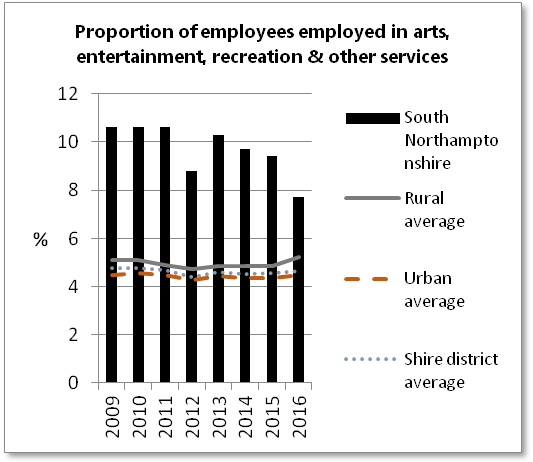 Proportion of employees employed in arts,
entertainment, recreation & other services
12
10
8
6
4
2
0
%
2009
2010
2011
2012
2013
2014
2015
2016
South
Northampto
nshire
Rural
average
Urban
average
Shire district
average